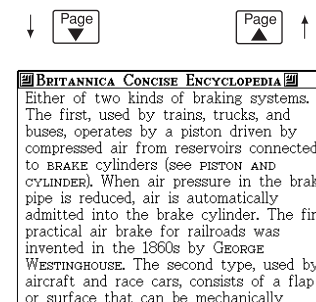 Page
Page
BRITANNICA CONCISE ENCYCLOPEDIA
Either of two kinds of braking systems.
The first, used by trains, trucks, and
buses, operates by a piston driven by
compressed air from reservoirs connected
to BRAKE cylinders (see PISTON AND
CYLINDER). When air pressure in the brak
pipe is reduced, air is automatically
admitted into the brake cylinder. The fir
practical air brake for railroads was
invented in the 1860s by GEORGE
WESTINGHOUSE. The second type, used by
aircraft and race cars, consists of a flap
or surface that can be mechanically